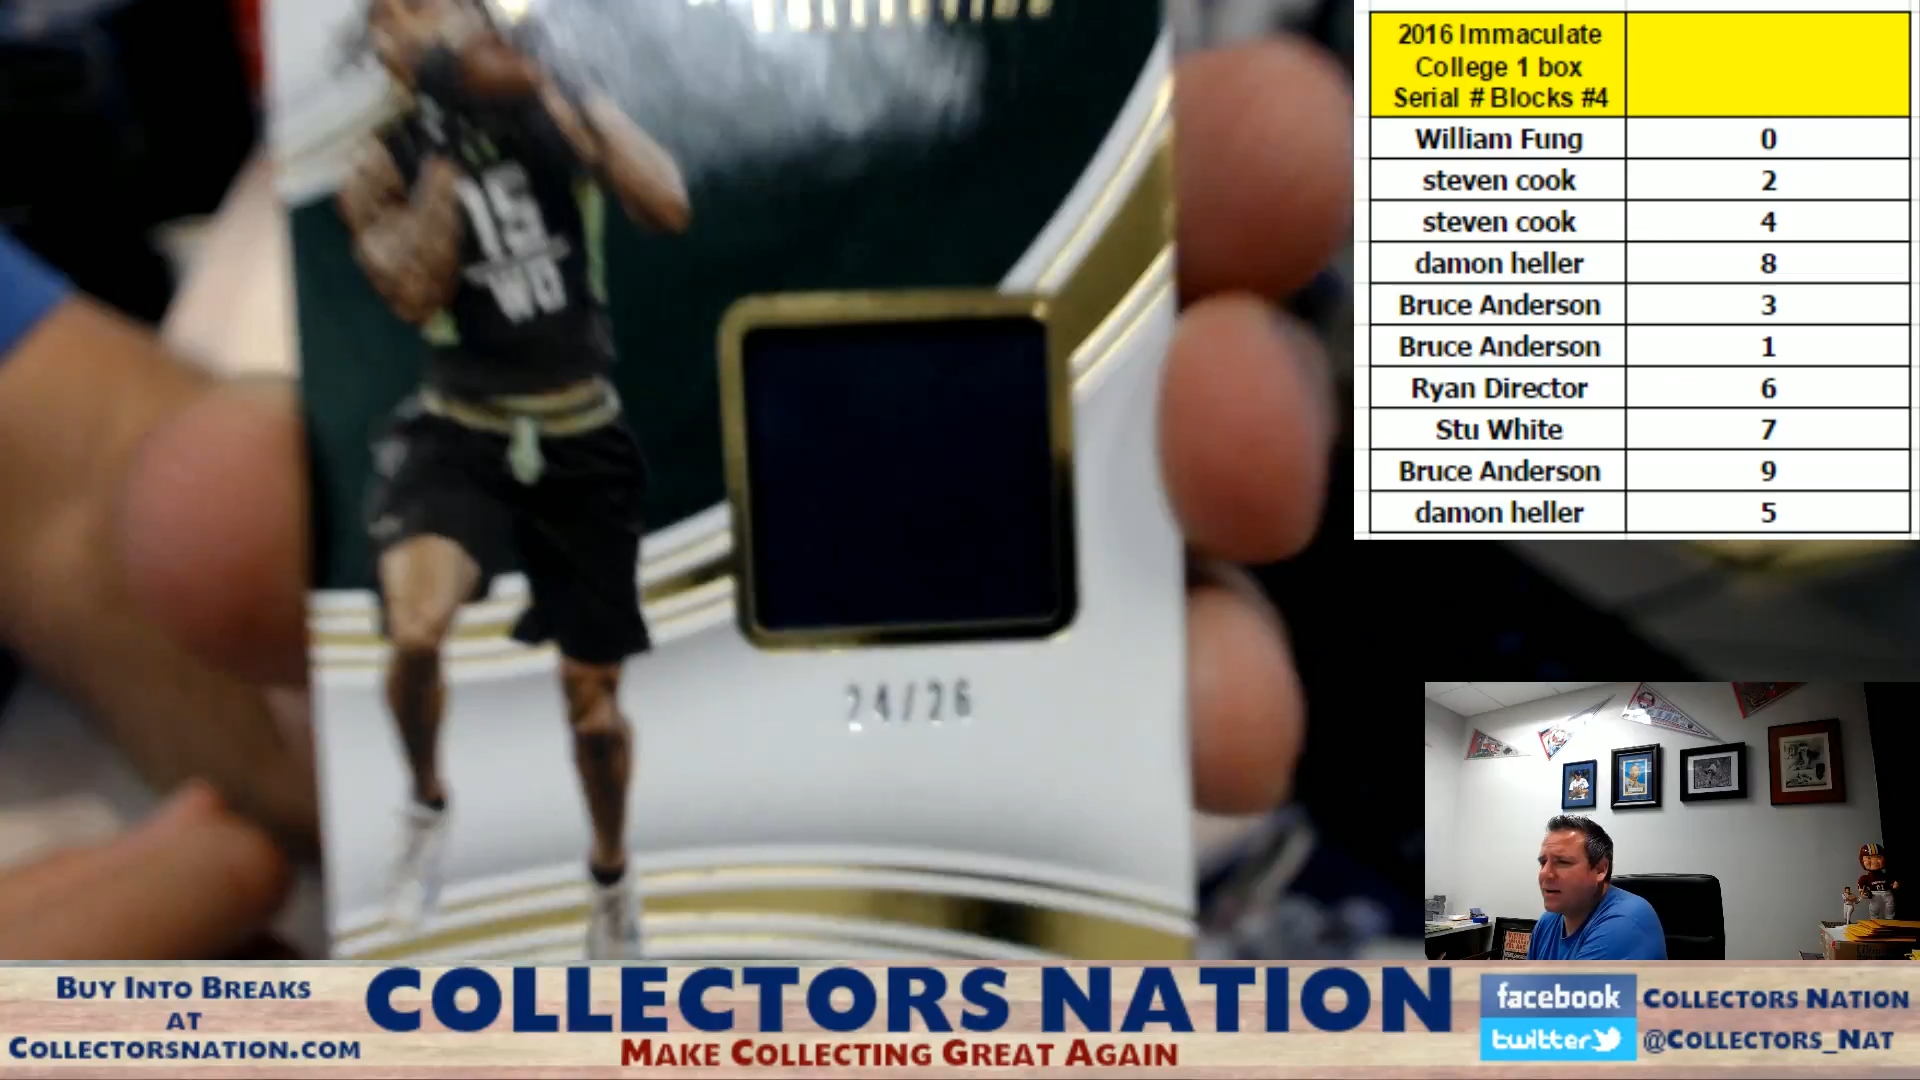 15
WO
24/26
2016 Immaculate
College 1 box
Serial # Blocks #4
William Fung 0
steven cook 2
steven cook 4
damon heller 8
Bruce Anderson 3
Bruce Anderson 1
Ryan Director 6
Stu White 7
Bruce Anderson 9
damon heller 5
BUY INTO BREAKS
AT
COLLECTORSNATION.COM
COLLECTORS NATION
MAKE COLLECTING GREAT AGAIN
facebook COLLECTORS NATION
twitter @COLLECTORS_NAT